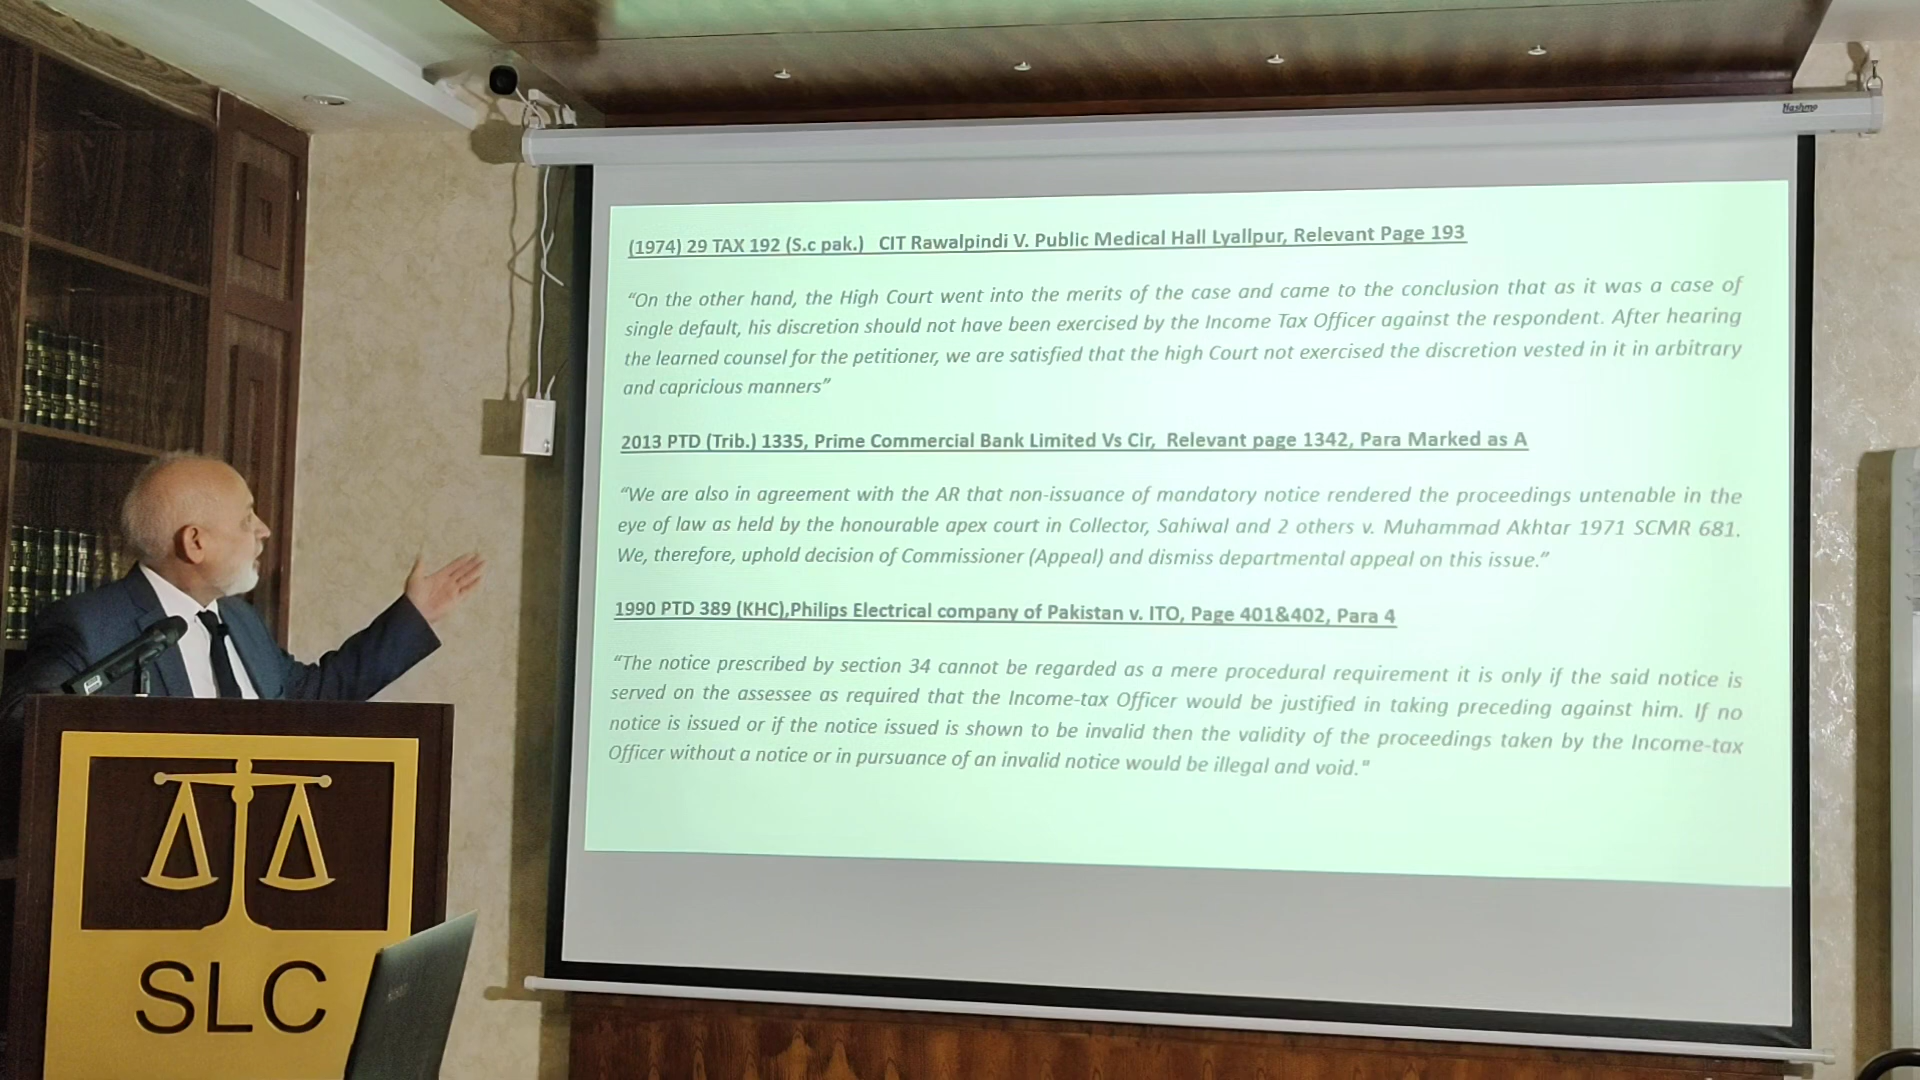 Nashmo
(1974) 29 TAX 192 (S.c pak.)   CIT Rawalpindi V. Public Medical Hall Lyallpur, Relevant Page 193
“On the other hand, the High Court went into the merits of the case and came to the conclusion that as it was a case of
single default, his discretion should not have been exercised by the Income Tax Officer against the respondent. After hearing
the learned counsel for the petitioner, we are satisfied that the high Court not exercised the discretion vested in it in arbitrary
and capricious manners”
2013 PTD (Trib.) 1335, Prime Commercial Bank Limited Vs Cir,  Relevant page 1342, Para Marked as A
“We are also in agreement with the AR that non-issuance of mandatory notice rendered the proceedings untenable in the
eye of law as held by the honourable apex court in Collector, Sahiwal and 2 others v. Muhammad Akhtar 1971 SCMR 681.
We, therefore, uphold decision of Commissioner (Appeal) and dismiss departmental appeal on this issue.”
1990 PTD 389 (KHC),Philips Electrical company of Pakistan v. ITO, Page 401&402, Para 4
“The notice prescribed by section 34 cannot be regarded as a mere procedural requirement it is only if the said notice is
served on the assessee as required that the Income-tax Officer would be justified in taking preceding against him. If no
notice is issued or if the notice issued is shown to be invalid then the validity of the proceedings taken by the Income-tax
Officer without a notice or in pursuance of an invalid notice would be illegal and void."
SLC